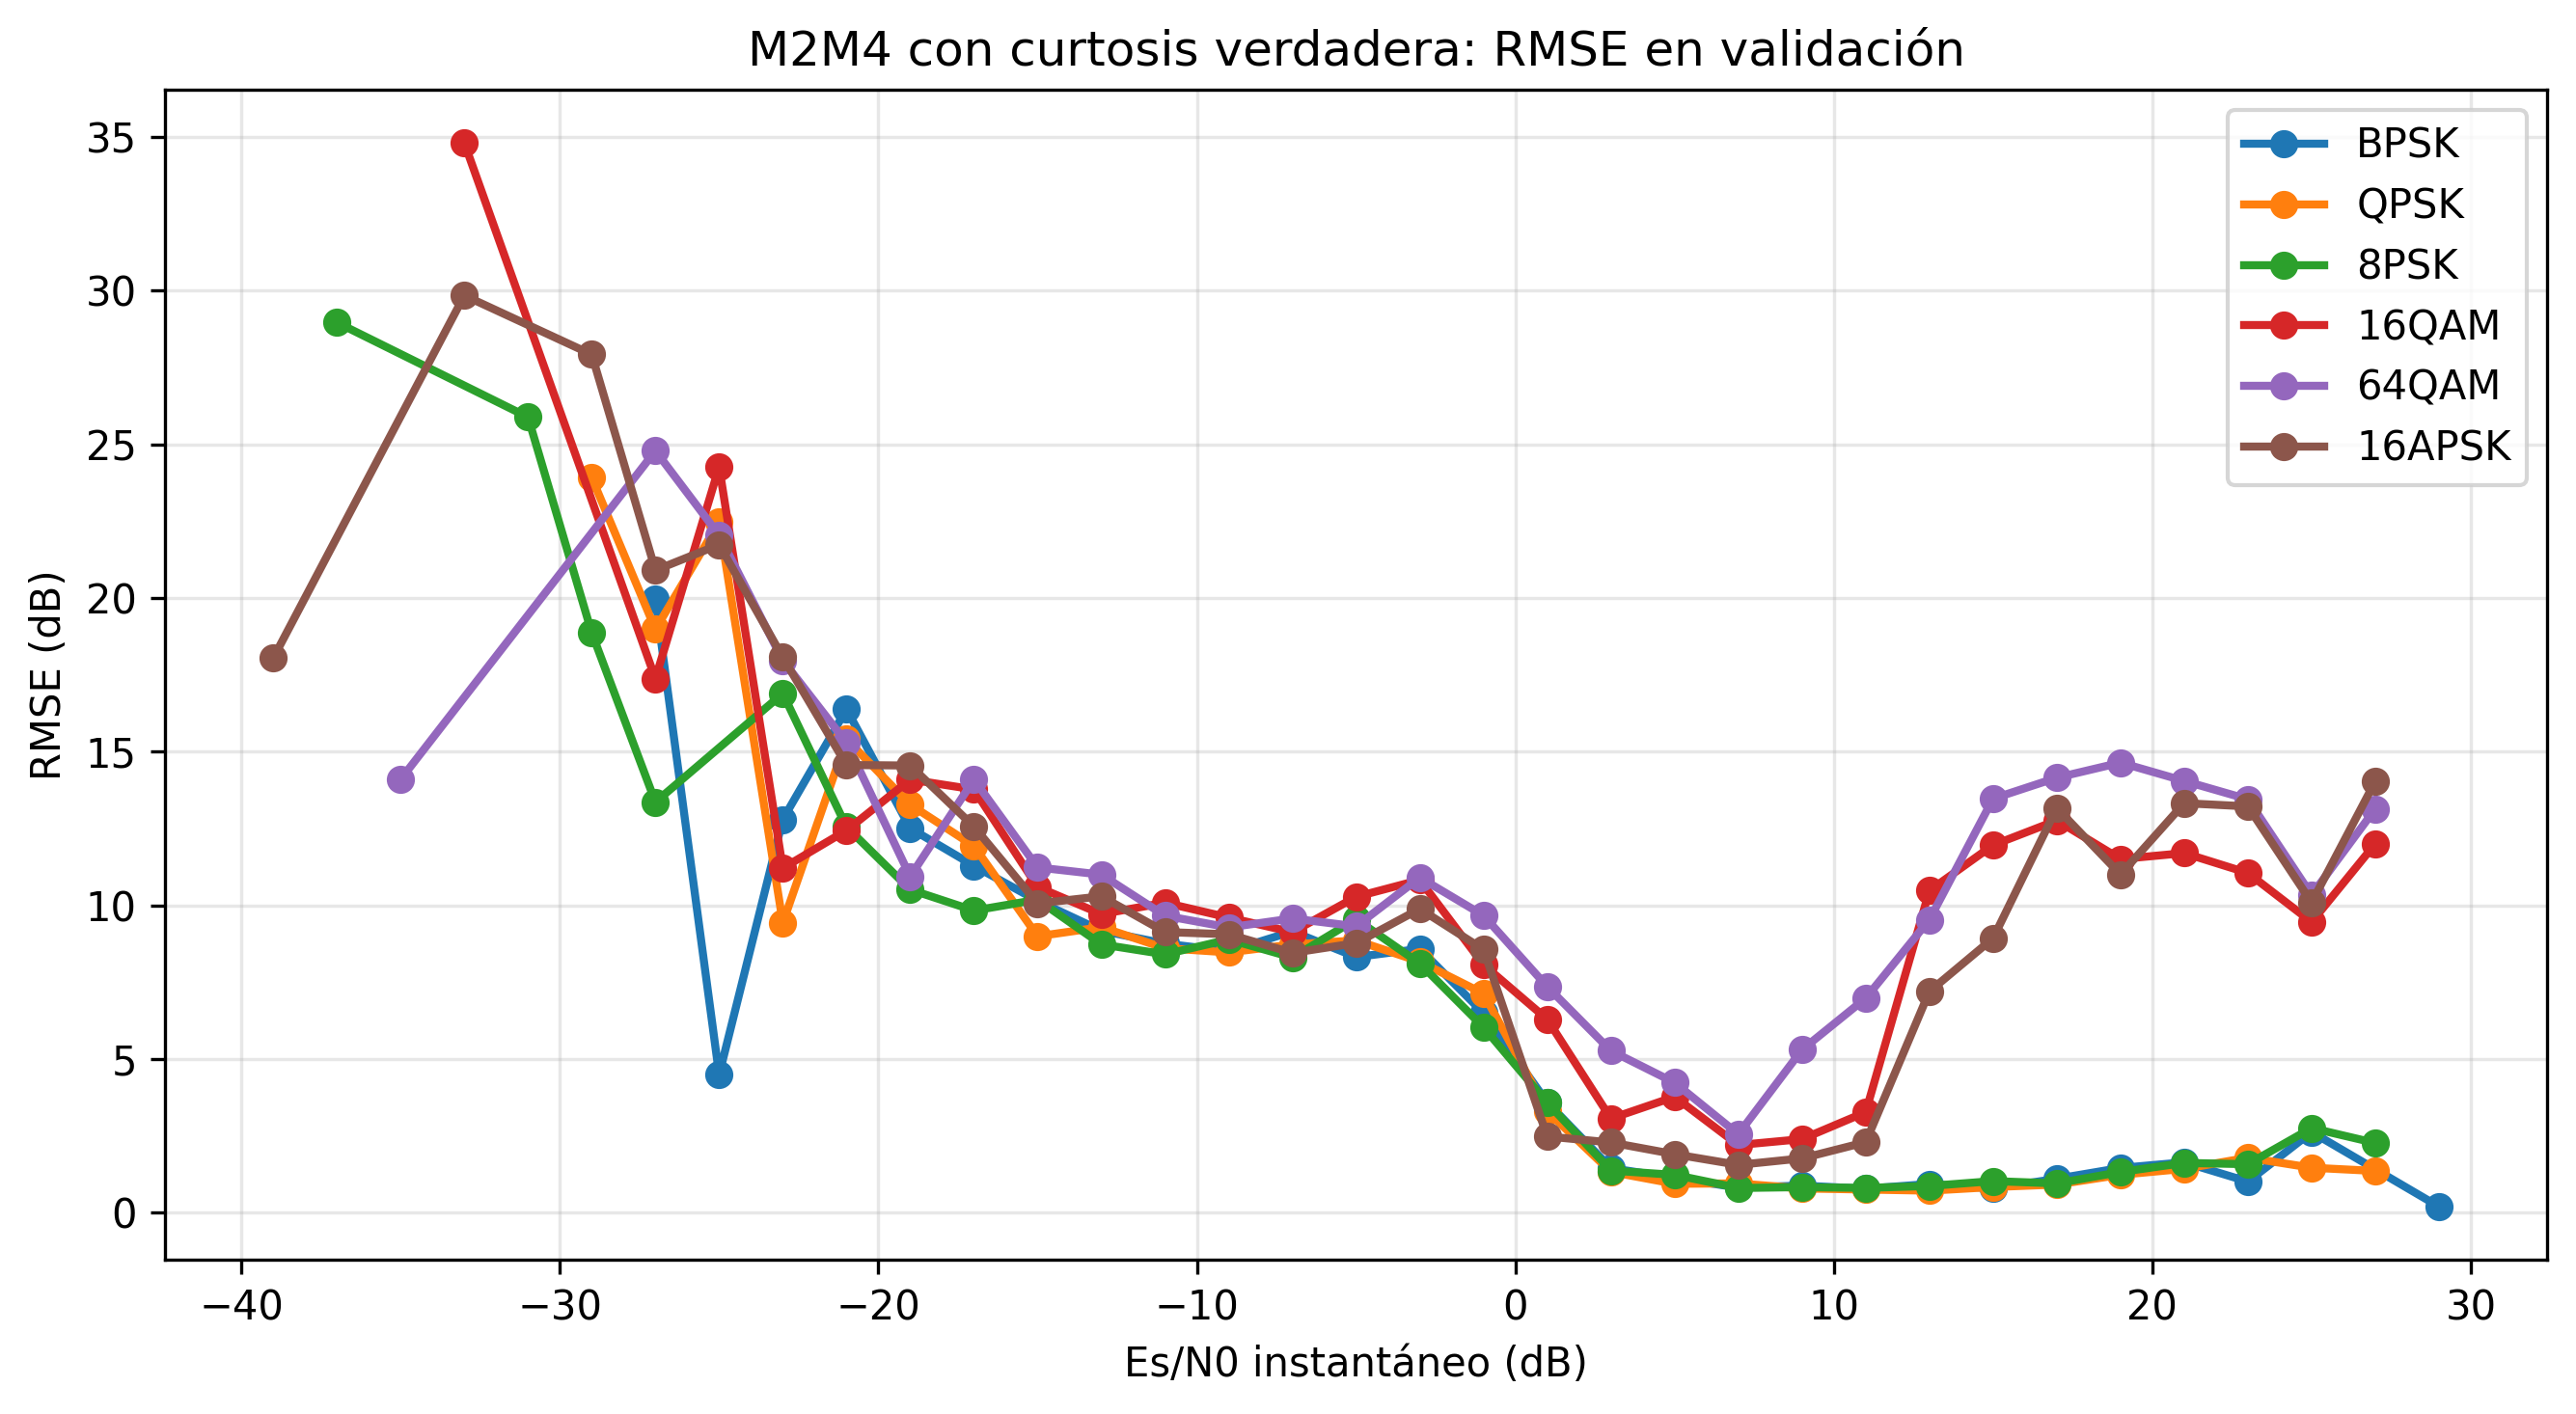 M2M4 con curtosis verdadera: RMSE en validación
35
30
25
20
15
10
5
0
RMSE (dB)
−40
−30
−20
−10
0
10
20
30
Es/N0 instantáneo (dB)
BPSK
QPSK
8PSK
16QAM
64QAM
16APSK